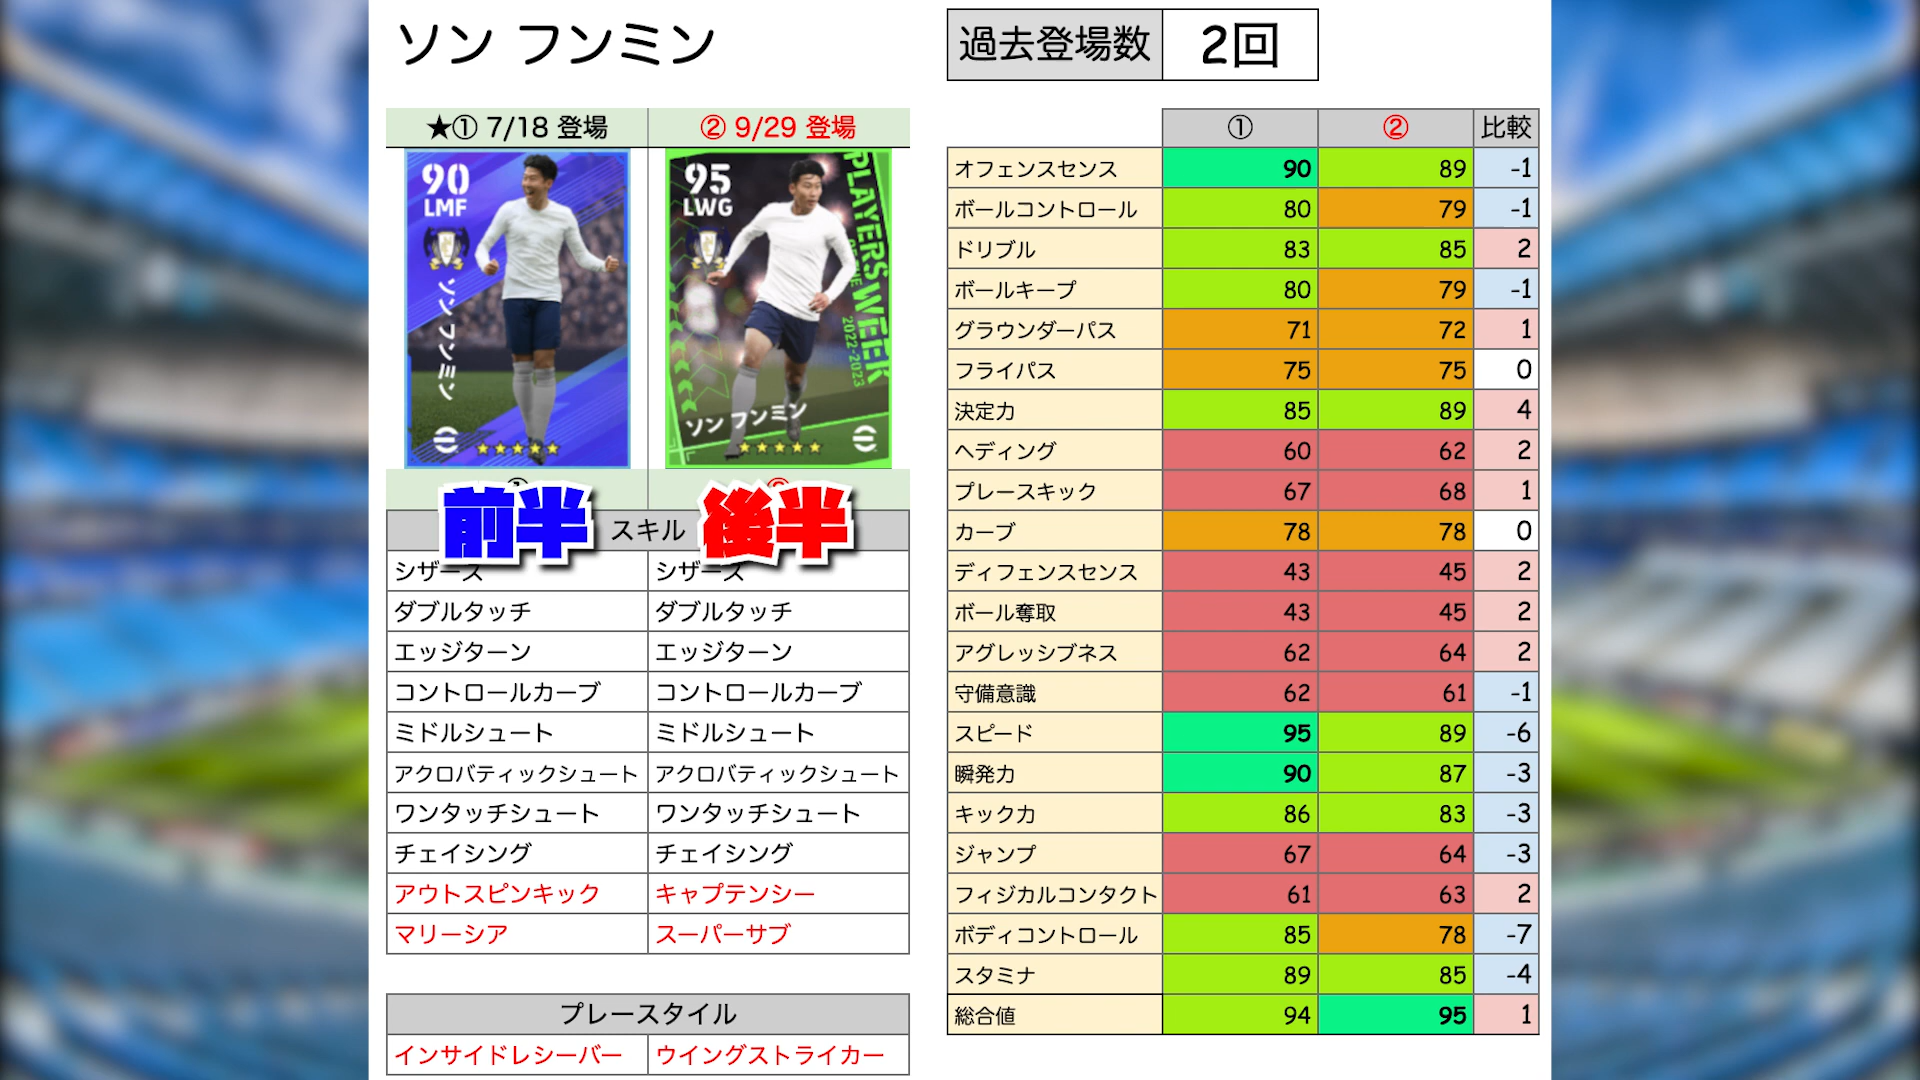 ソン フンミン
過去登場数 2回
★① 7/18 登場 ② 9/29 登場
90
LMF
ソン フンミン
95
LWG
PLAYERS
OF THE
WEEK
2022-2023
ソン フンミン
前半 スキル 後半
シザース シザース
ダブルタッチ ダブルタッチ
エッジターン エッジターン
コントロールカーブ コントロールカーブ
ミドルシュート ミドルシュート
アクロバティックシュート アクロバティックシュート
ワンタッチシュート ワンタッチシュート
チェイシング チェイシング
アウトスピンキック キャプテンシー
マリーシア スーパーサブ
プレースタイル
インサイドレシーバー ウイングストライカー
① ② 比較
オフェンスセンス 90 89 -1
ボールコントロール 80 79 -1
ドリブル 83 85 2
ボールキープ 80 79 -1
グラウンダーパス 71 72 1
フライパス 75 75 0
決定力 85 89 4
ヘディング 60 62 2
プレースキック 67 68 1
カーブ 78 78 0
ディフェンスセンス 43 45 2
ボール奪取 43 45 2
アグレッシブネス 62 64 2
守備意識 62 61 -1
スピード 95 89 -6
瞬発力 90 87 -3
キック力 86 83 -3
ジャンプ 67 64 -3
フィジカルコンタクト 61 63 2
ボディコントロール 85 78 -7
スタミナ 89 85 -4
総合値 94 95 1